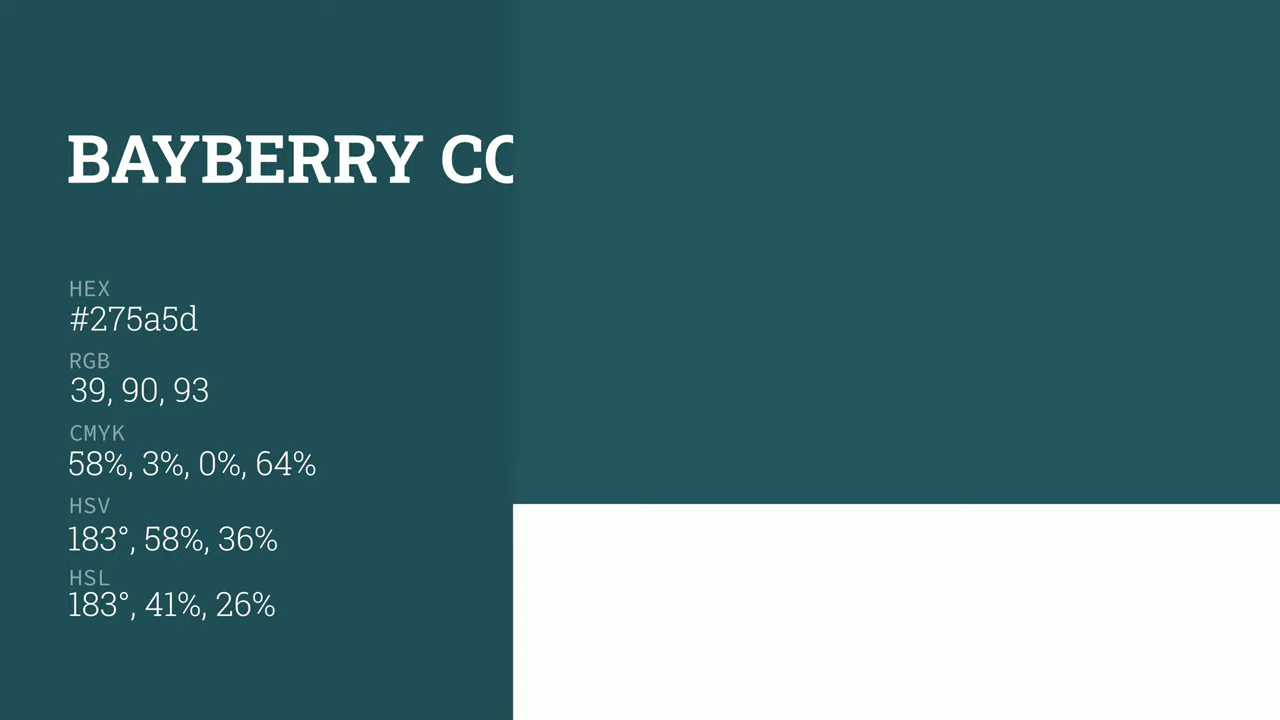 BAYBERRY CO
HEX
#275a5d
RGB
39, 90, 93
CMYK
58%, 3%, 0%, 64%
HSV
183°, 58%, 36%
HSL
183°, 41%, 26%